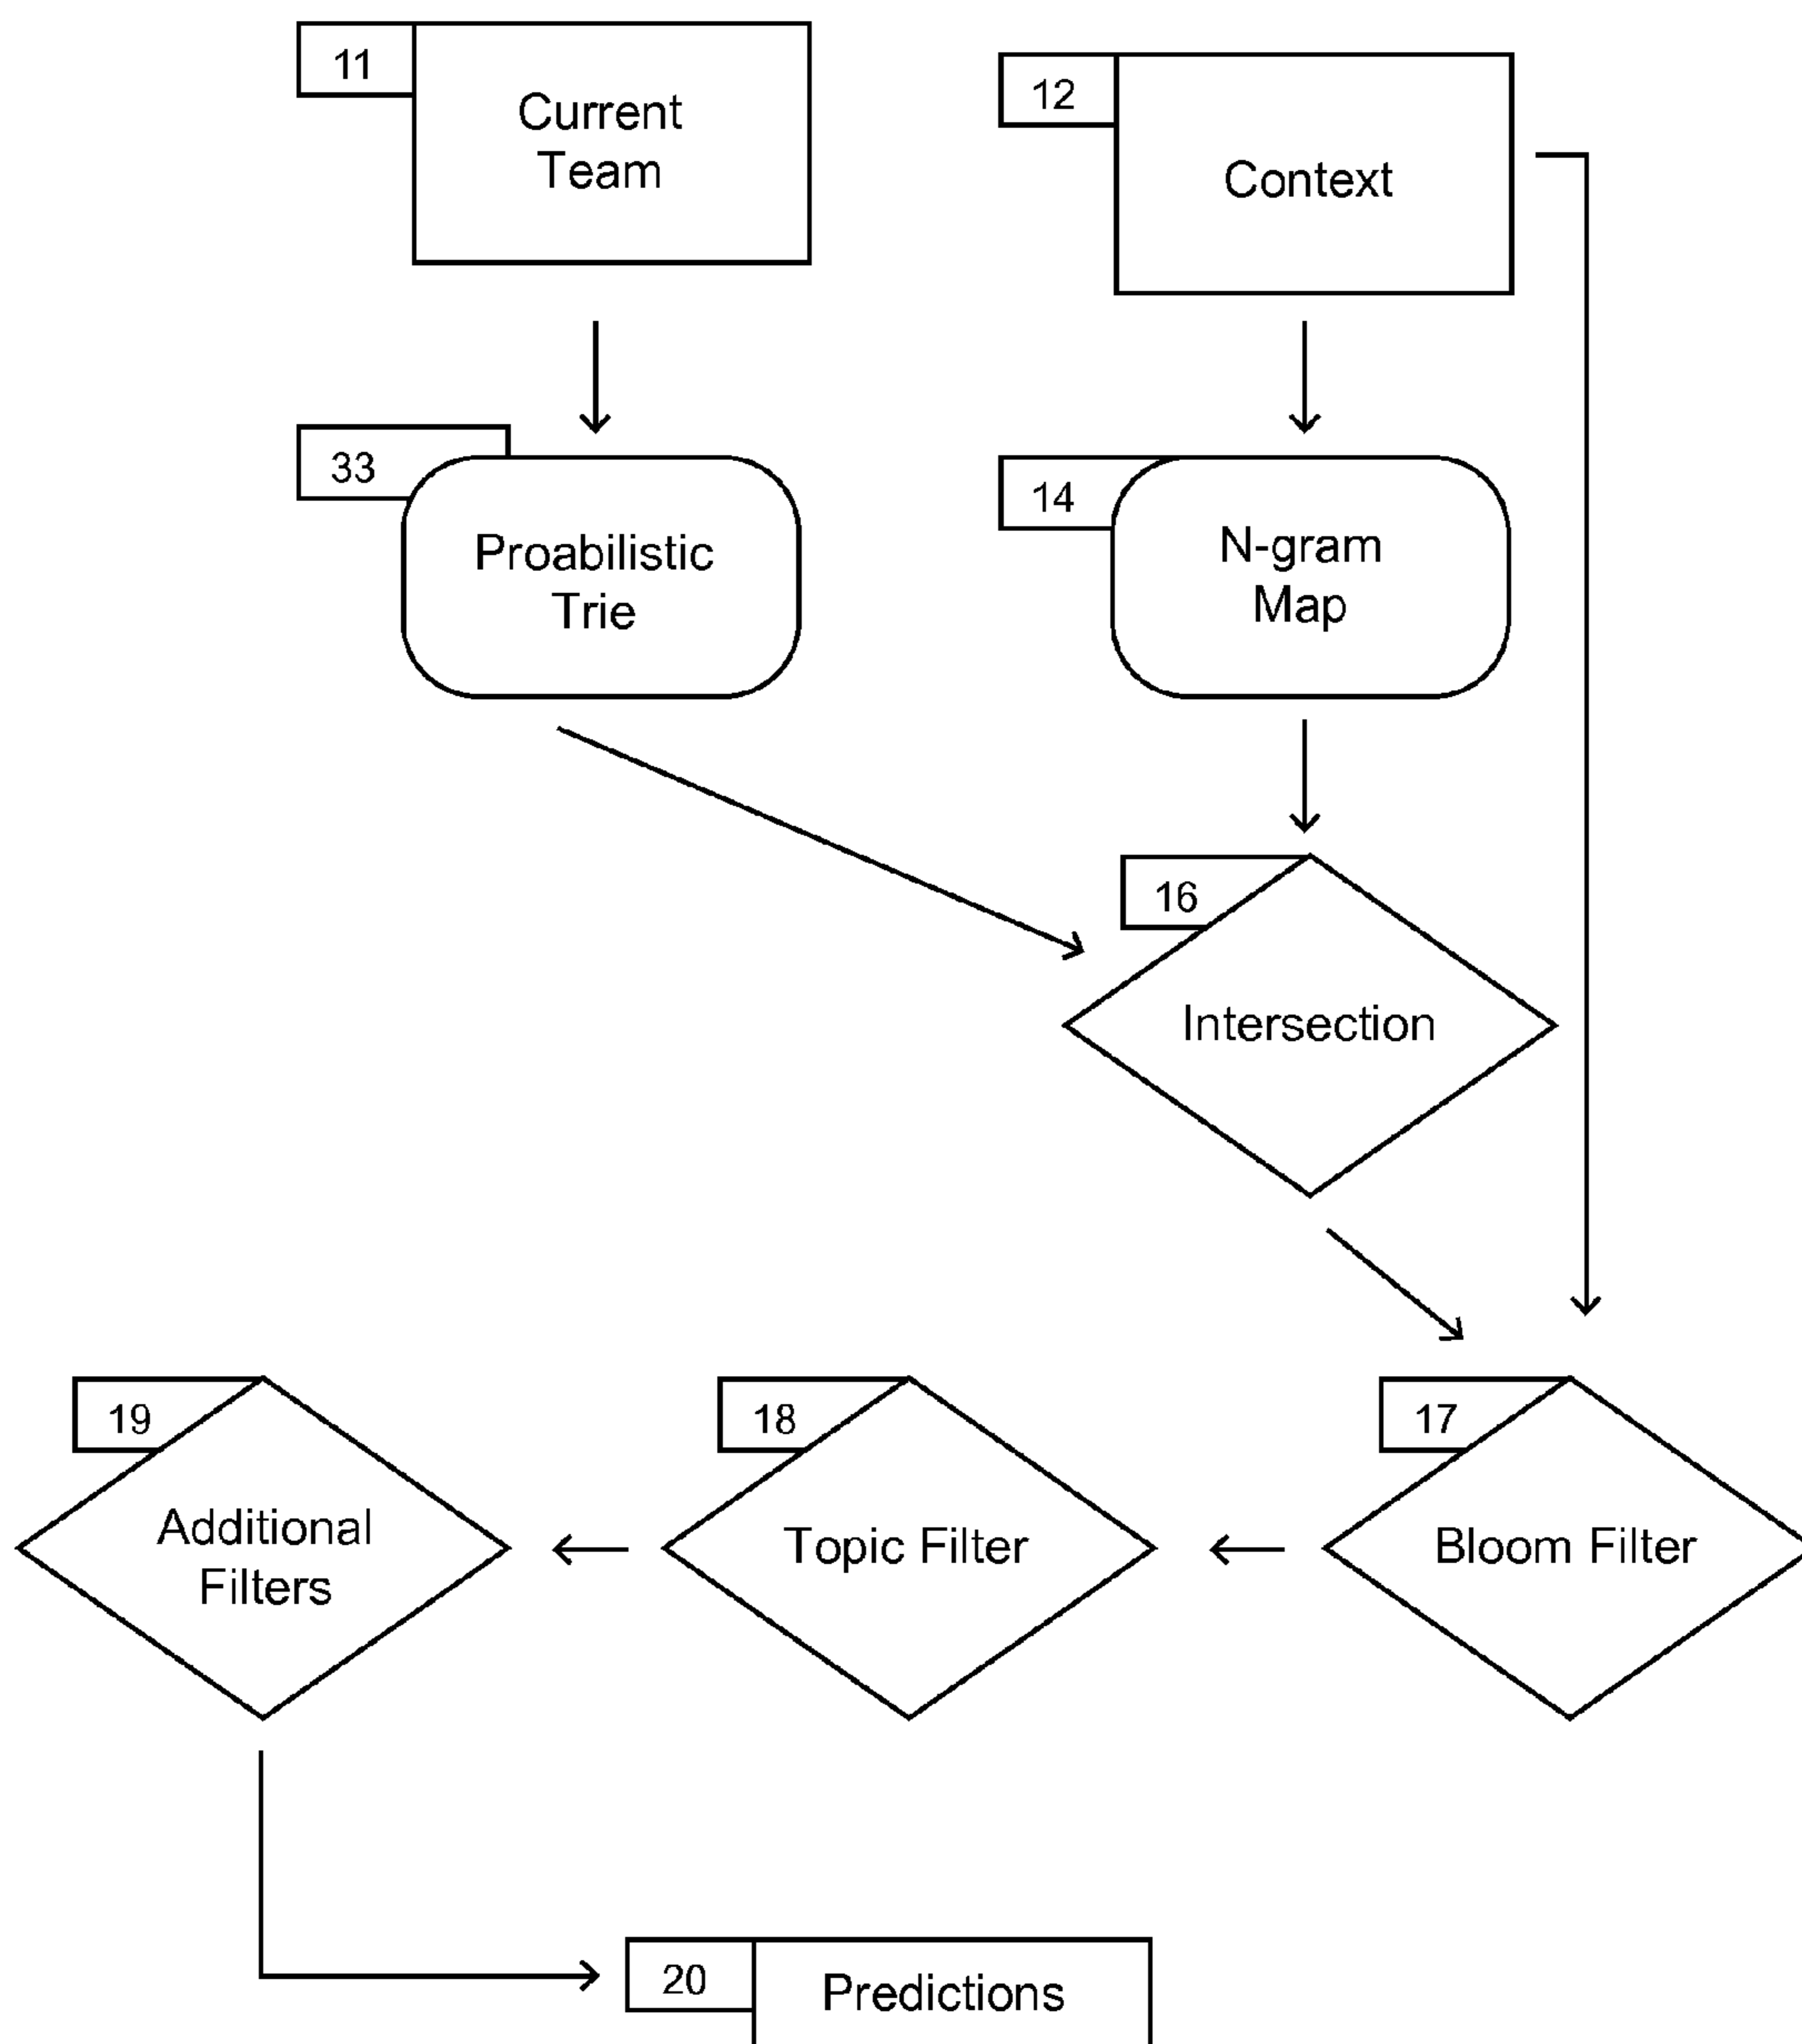 11
Current
Team
12
Context
33
Proabilistic
Trie
14
N-gram
Map
16
Intersection
19
Additional
Filters
18
Topic Filter
17
Bloom Filter
20
Predictions